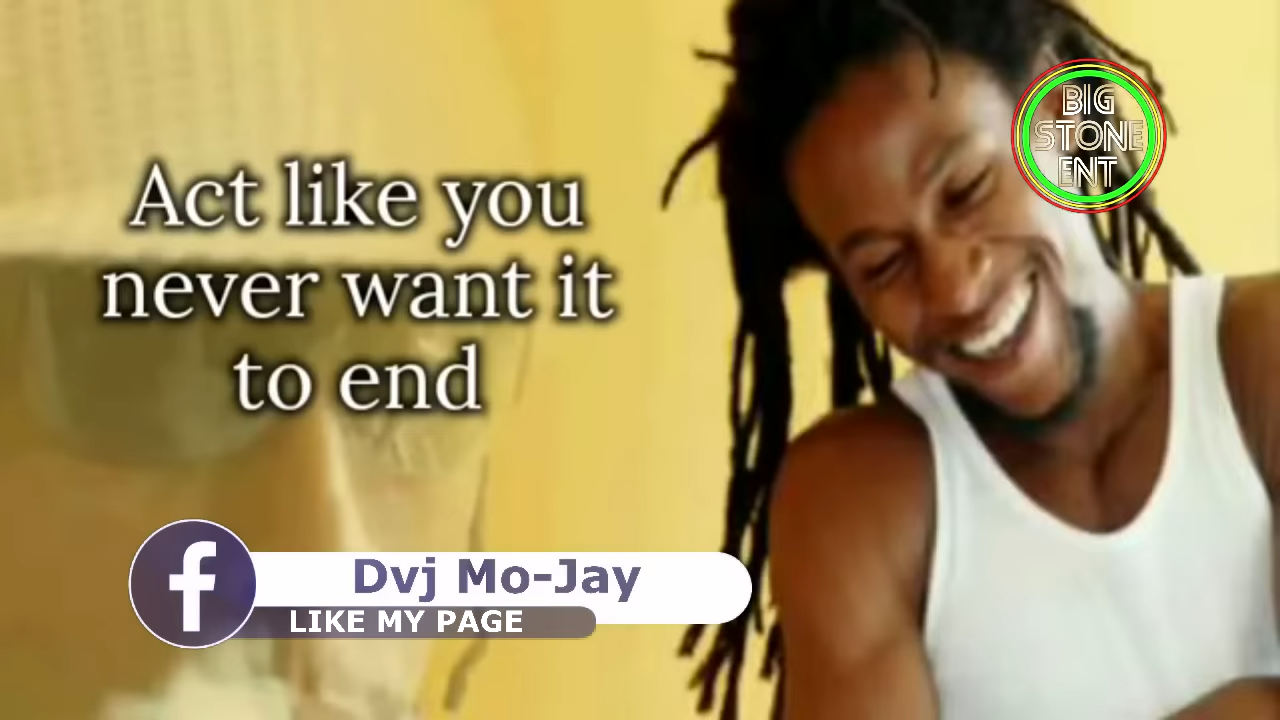 Act like you
never want it
to end
BIG
STONE
ENT
f
Dvj Mo-Jay
LIKE MY PAGE